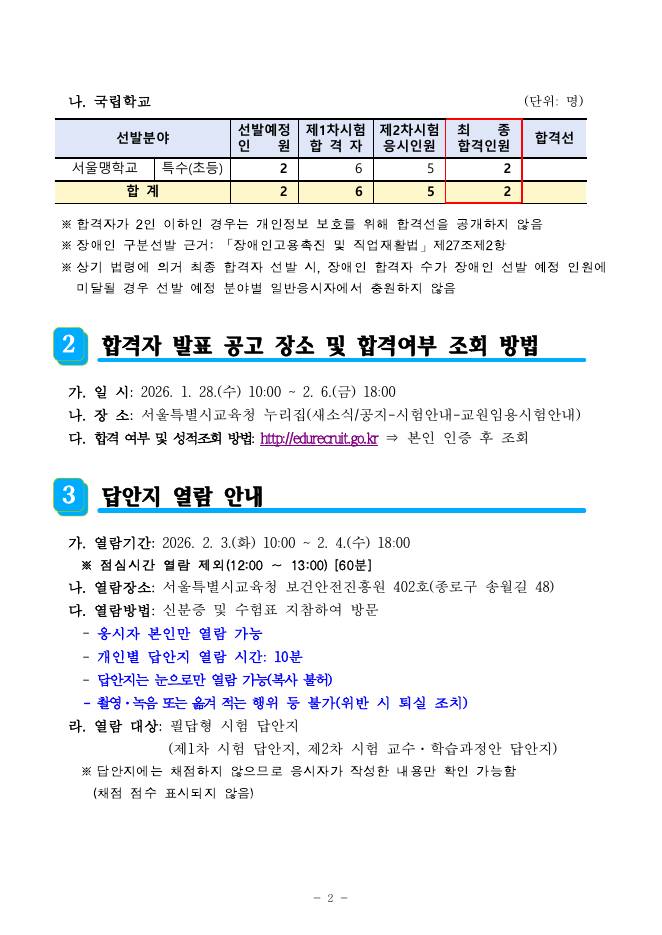 나. 국립학교 (단위: 명)
선발분야 선발예정 인 원 제1차시험 합 격 자 제2차시험 응시인원 최 종 합격인원 합격선
서울맹학교 특수(초등) 2 6 5 2
합 계 2 6 5 2
※ 합격자가 2인 이하인 경우는 개인정보 보호를 위해 합격선을 공개하지 않음
※ 장애인 구분선발 근거: 「장애인고용촉진 및 직업재활법」제27조제2항
※ 상기 법령에 의거 최종 합격자 선발 시, 장애인 합격자 수가 장애인 선발 예정 인원에
미달될 경우 선발 예정 분야별 일반응시자에서 충원하지 않음
2 합격자 발표 공고 장소 및 합격여부 조회 방법
가. 일 시: 2026. 1. 28.(수) 10:00 ~ 2. 6.(금) 18:00
나. 장 소: 서울특별시교육청 누리집(새소식/공지-시험안내-교원임용시험안내)
다. 합격 여부 및 성적조회 방법: http://edurecruit.go.kr ⇒ 본인 인증 후 조회
3 답안지 열람 안내
가. 열람기간: 2026. 2. 3.(화) 10:00 ~ 2. 4.(수) 18:00
※ 점심시간 열람 제외(12:00 ~ 13:00) [60분]
나. 열람장소: 서울특별시교육청 보건안전진흥원 402호(종로구 송월길 48)
다. 열람방법: 신분증 및 수험표 지참하여 방문
- 응시자 본인만 열람 가능
- 개인별 답안지 열람 시간: 10분
- 답안지는 눈으로만 열람 가능(복사 불허)
- 촬영·녹음 또는 옮겨 적는 행위 등 불가(위반 시 퇴실 조치)
라. 열람 대상: 필답형 시험 답안지
(제1차 시험 답안지, 제2차 시험 교수·학습과정안 답안지)
※ 답안지에는 채점하지 않으므로 응시자가 작성한 내용만 확인 가능함
(채점 점수 표시되지 않음)
- 2 -